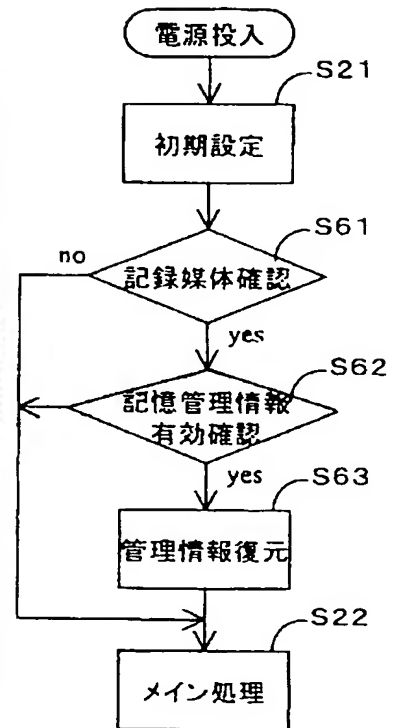 電源投入
S21
初期設定
S61
no
記録媒体確認
yes
S62
記憶管理情報
有効確認
yes
S63
管理情報復元
S22
メイン処理